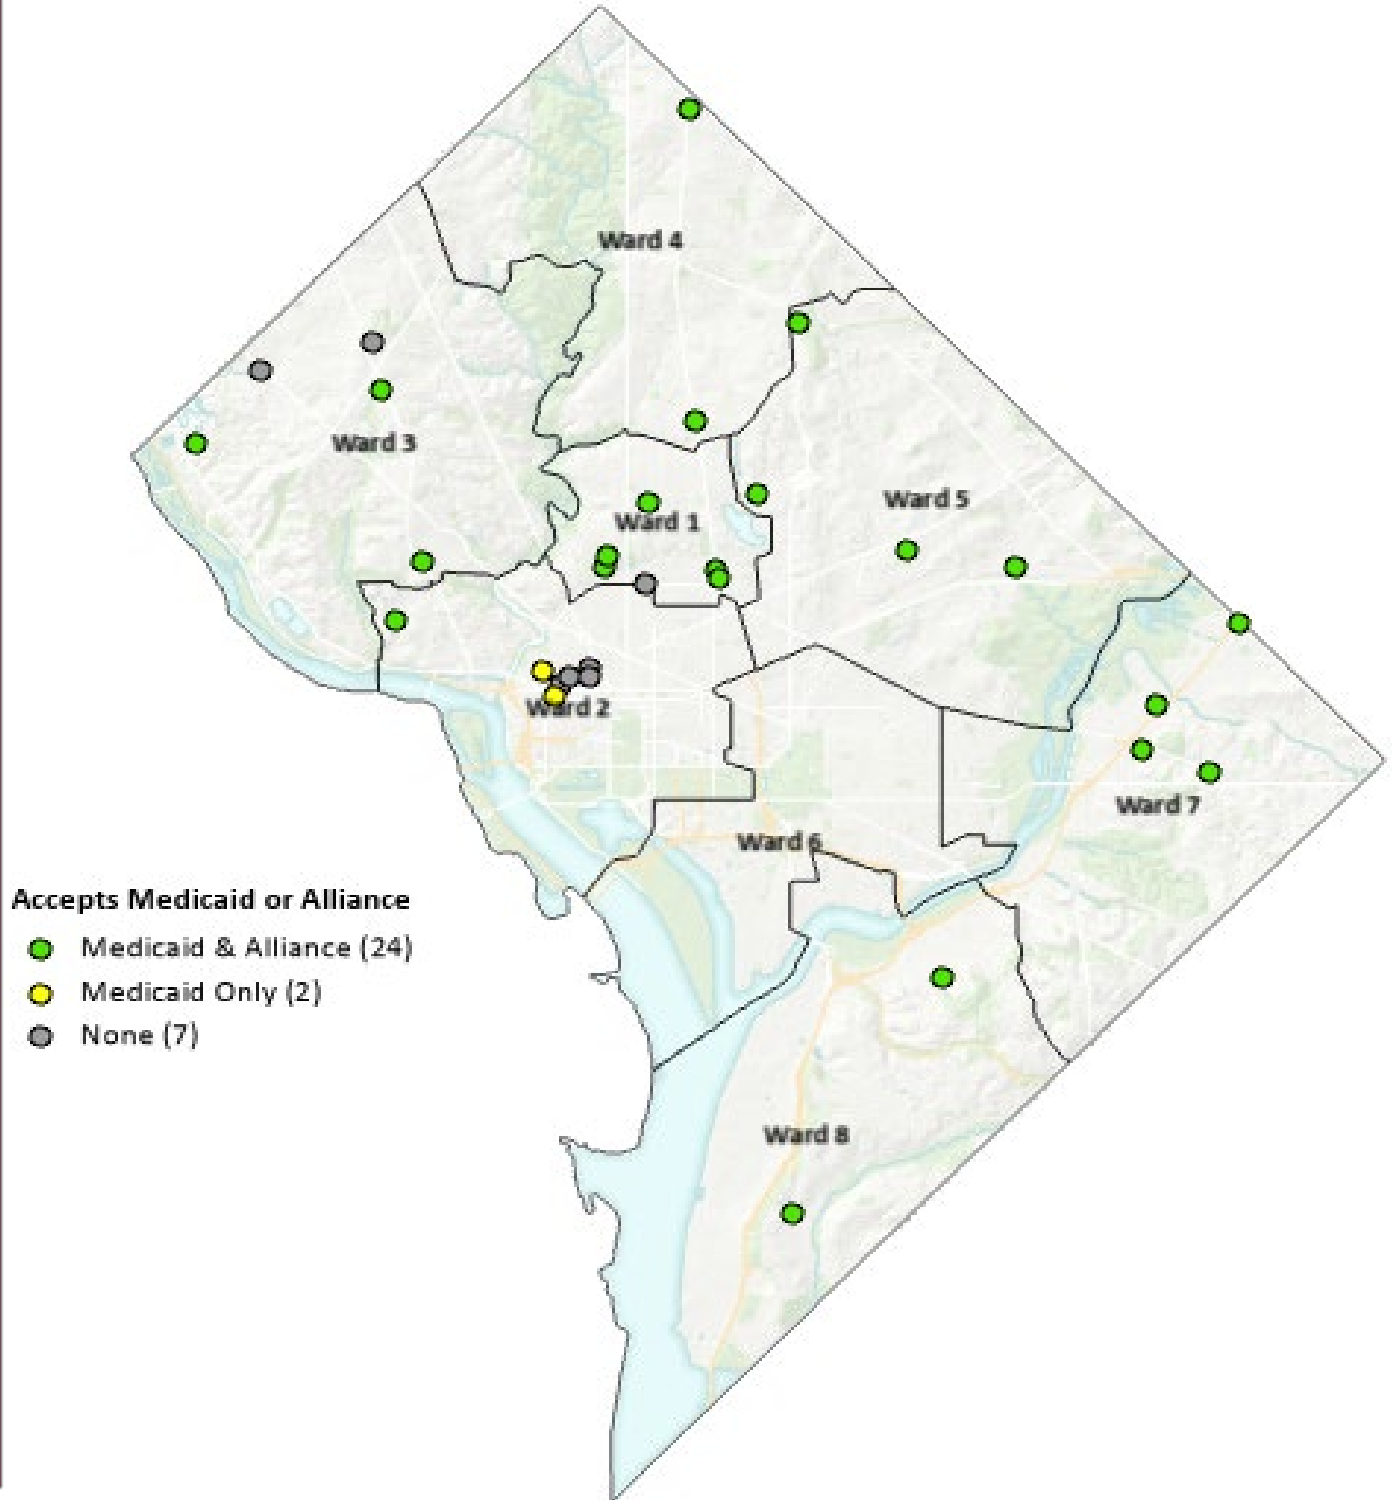 Ward 4
Ward 3
Ward 5
Ward 1
Ward 2
Ward 7
Ward 6
Accepts Medicaid or Alliance
Medicaid & Alliance (24)
Medicaid Only (2)
None (7)
Ward 8